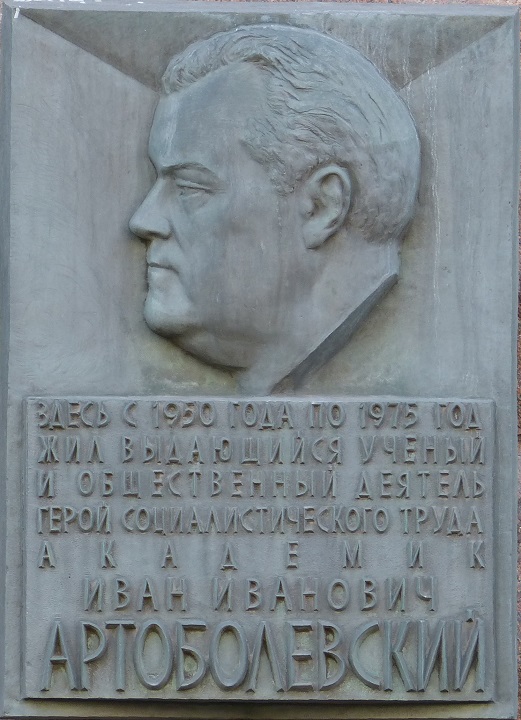 ЗДЕСЬ С 1950 ГОДА ПО 1975 ГОД
ЖИЛ ВЫДАЮЩИЙСЯ УЧЕНЫЙ
И ОБЩЕСТВЕННЫЙ ДЕЯТЕЛЬ
ГЕРОЙ СОЦИАЛИСТИЧЕСКОГО ТРУДА
АКАДЕМИК
ИВАН ИВАНОВИЧ
АРТОБОЛЕВСКИЙ